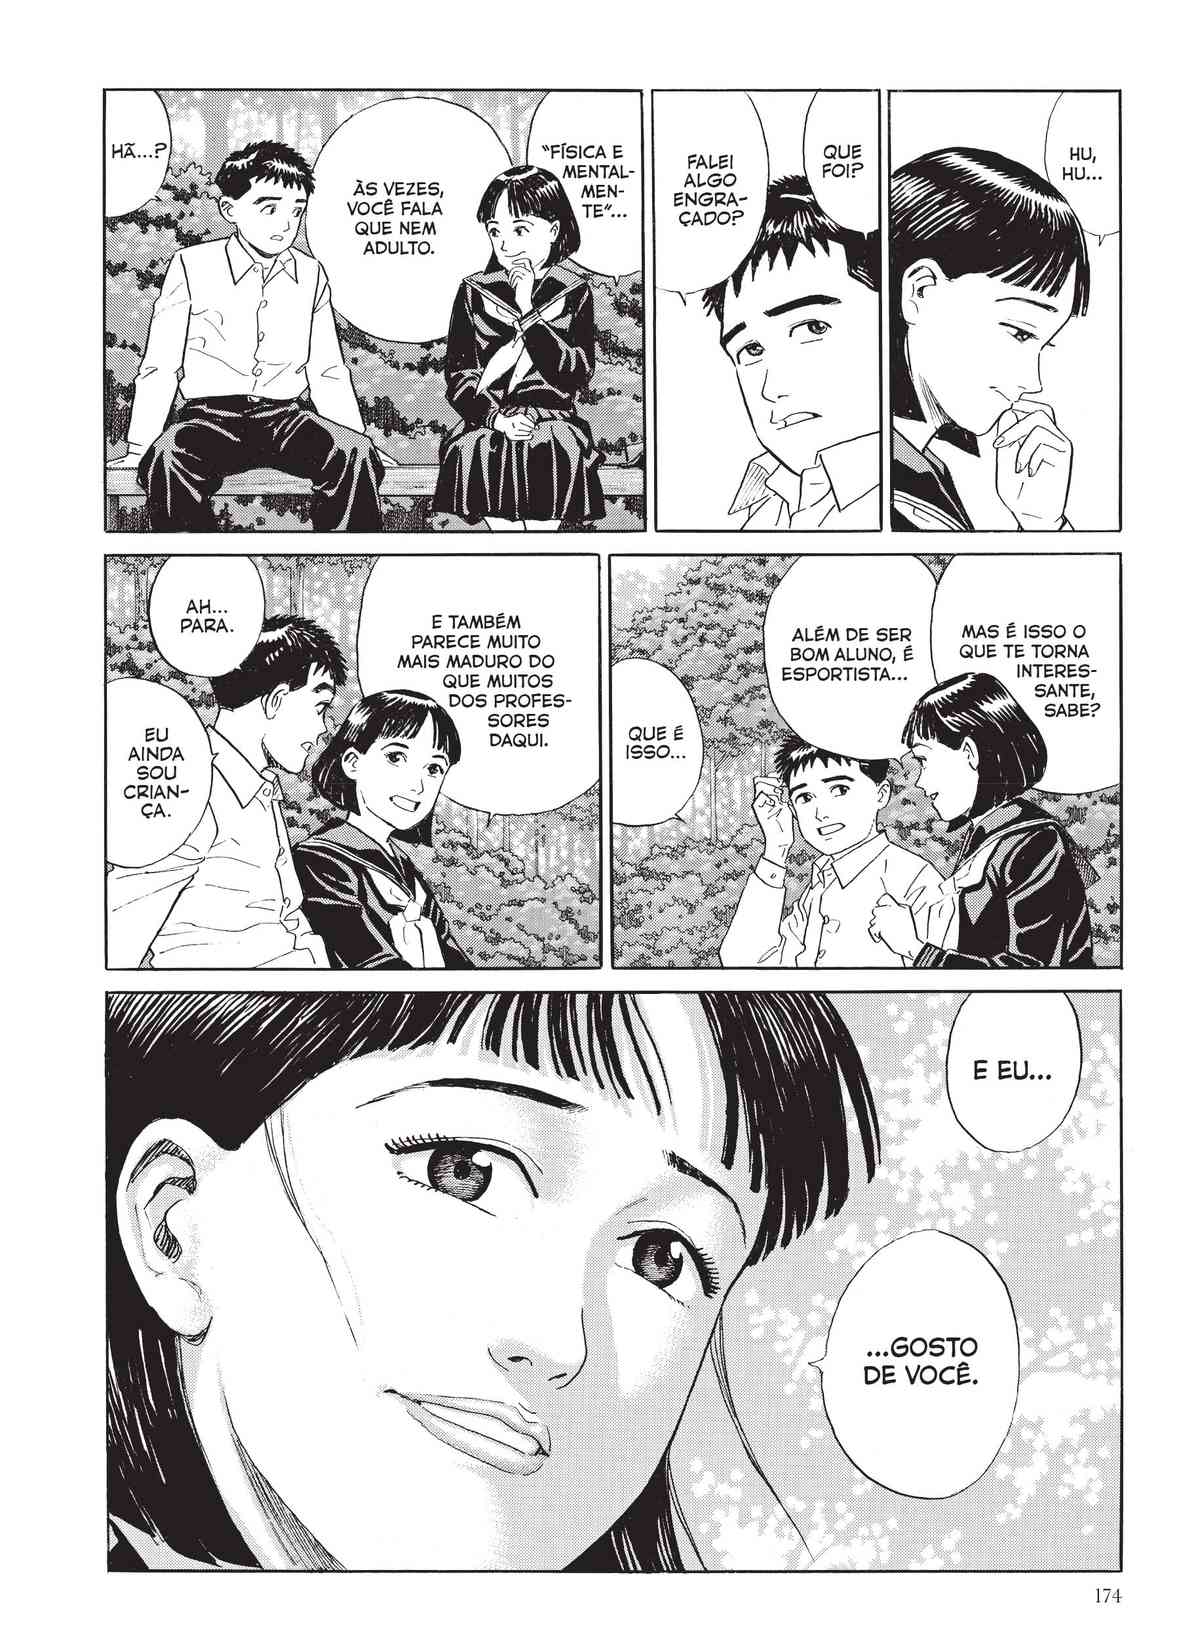 HU,
HU...
QUE
FOI?
FALEI
ALGO
ENGRA-
ÇADO?
"FÍSICA E
MENTAL-
MEN-
TE"...
ÀS VEZES,
VOCÊ FALA
QUE NEM
ADULTO.
HÃ...?
MAS É ISSO O
QUE TE TORNA
INTERES-
SANTE,
SABE?
ALÉM DE SER
BOM ALUNO, É
ESPORTISTA...
QUE É
ISSO...
E TAMBÉM
PARECE MUITO
MAIS MADURO DO
QUE MUITOS
DOS PROFES-
SORES
DAQUI.
AH...
PARA.
EU
AINDA
SOU
CRIAN-
ÇA.
E EU...
...GOSTO
DE VOCÊ.
174